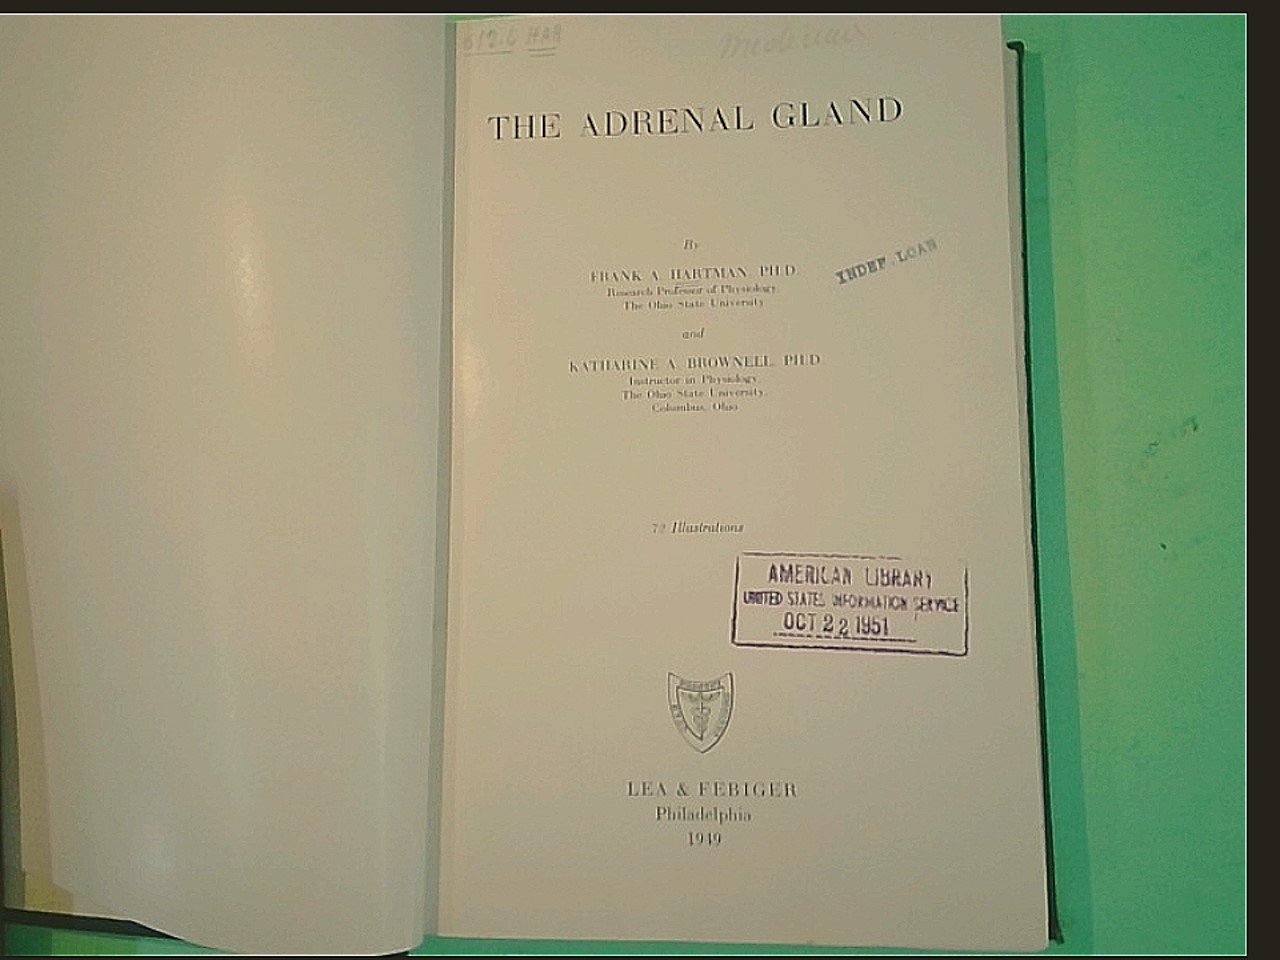 612.6 HAR
THE ADRENAL GLAND
By
FRANK A. HARTMAN, PH.D.
Research Professor of Physiology,
The Ohio State University
INDEF. LOAN
and
KATHARINE A. BROWNELL, PH.D.
Instructor in Physiology
The Ohio State University,
Columbus, Ohio
72 Illustrations
AMERICAN LIBRARY
UNITED STATES INFORMATION SERVICE
OCT 22 1951
LEA & FEBIGER
Philadelphia
1949